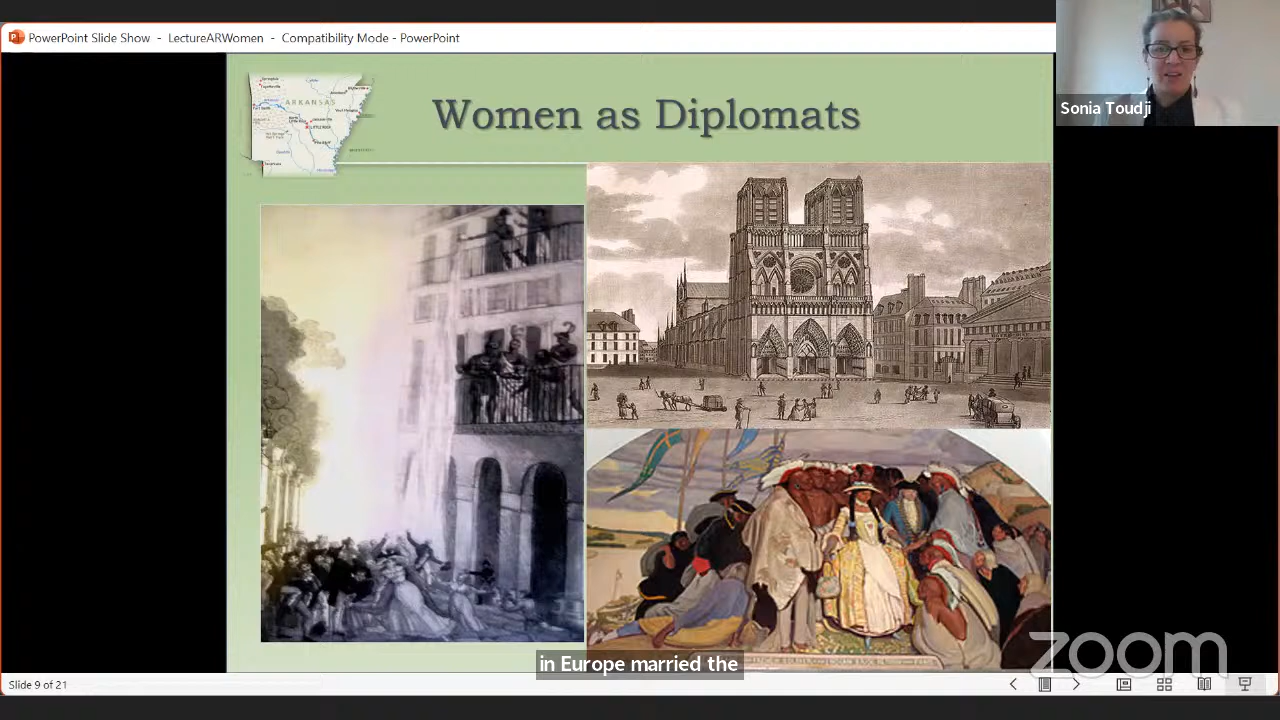 PowerPoint Slide Show - LectureARWomen - Compatibility Mode - PowerPoint
Sonia Toudji
ARKANSAS
LITTLE ROCK
Women as Diplomats
in Europe married the
zoom
Slide 9 of 21